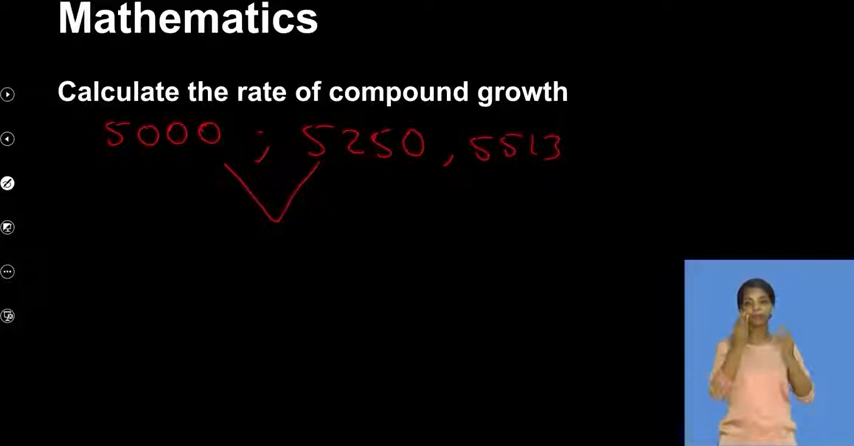 Mathematics
Calculate the rate of compound growth
5000 ; 5250 , 5513